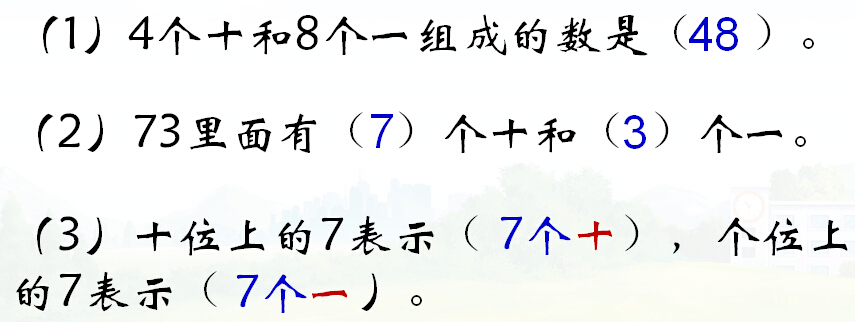 (1) 4个十和8个一组成的数是（48 ）。
(2) 73里面有（7）个十和（3）个一。
(3) 十位上的7表示（ 7个十），个位上
的7表示（ 7个一 ）。